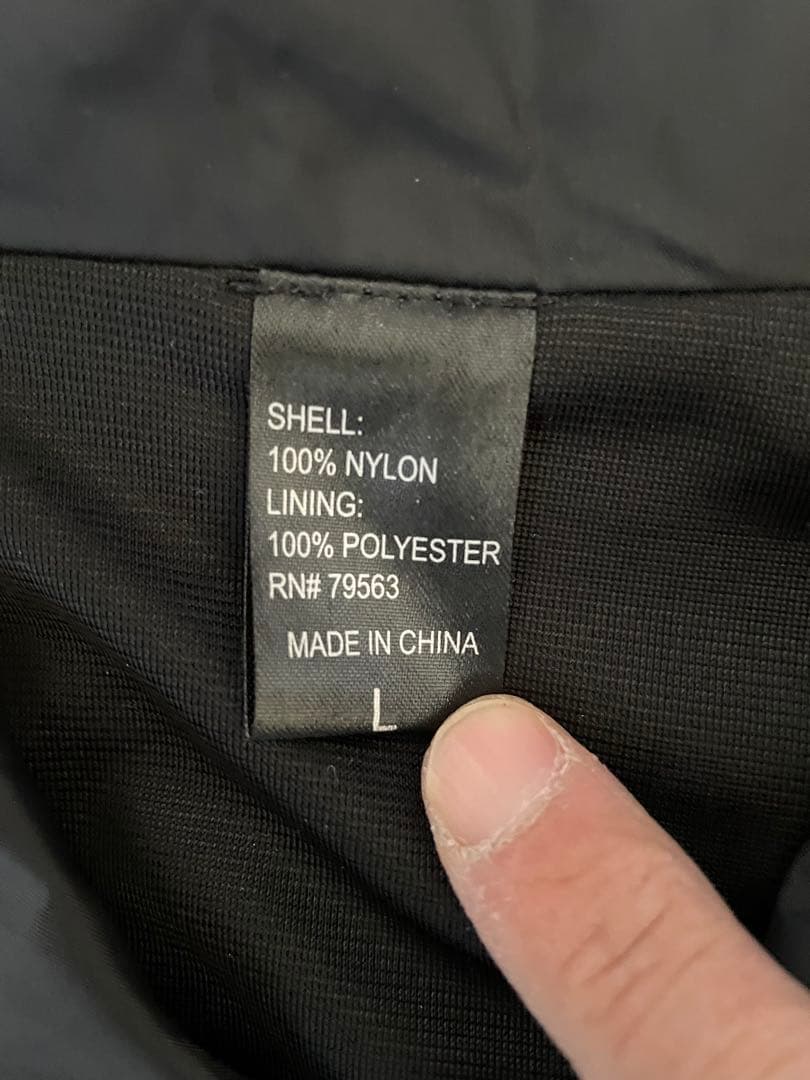 SHELL:
100% NYLON
LINING:
100% POLYESTER
RN# 79563
MADE IN CHINA
L